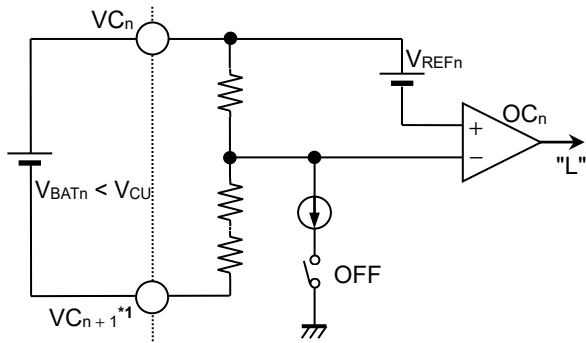 VCn
VREFn
OCn
+
−
"L"
VBATn < VCU
OFF
VCn + 1*1